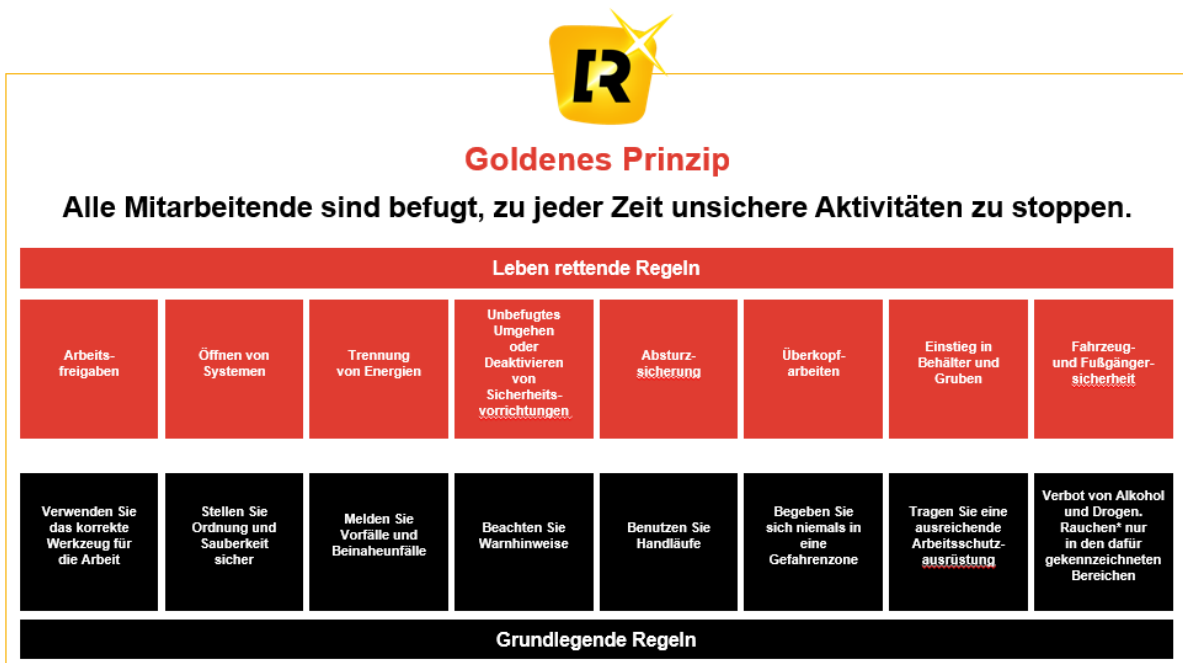 R
Goldenes Prinzip
Alle Mitarbeitende sind befugt, zu jeder Zeit unsichere Aktivitäten zu stoppen.
Leben rettende Regeln
Arbeits-
freigaben
Öffnen von
Systemen
Trennung
von Energien
Unbefugtes
Umgehen
oder
Deaktivieren
von
Sicherheits-
vorrichtungen
Absturz-
sicherung
Überkopf-
arbeiten
Einstieg in
Behälter und
Gruben
Fahrzeug-
und Fußgänger-
sicherheit
Verwenden Sie
das korrekte
Werkzeug für
die Arbeit
Stellen Sie
Ordnung und
Sauberkeit
sicher
Melden Sie
Vorfälle und
Beinaheunfälle
Beachten Sie
Warnhinweise
Benutzen Sie
Handläufe
Begeben Sie
sich niemals in
eine
Gefahrenzone
Tragen Sie eine
ausreichende
Arbeitsschutz-
ausrüstung
Verbot von Alkohol
und Drogen.
Rauchen* nur
in den dafür
gekennzeichneten
Bereichen
Grundlegende Regeln